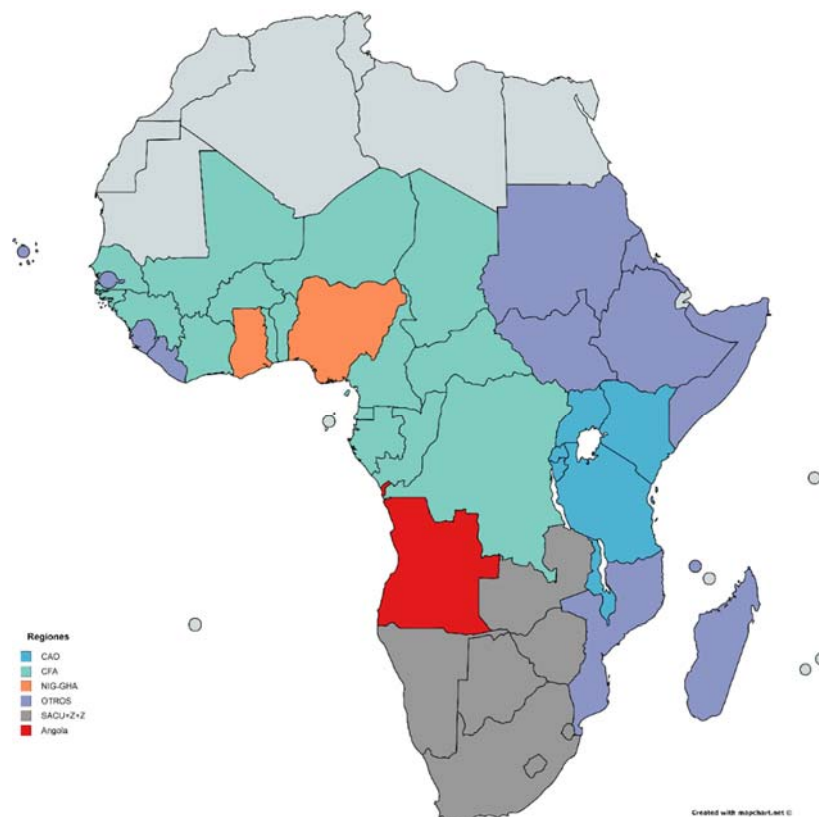 Regiones
CAO
CFA
NIG-GHA
OTROS
SACU+Z+Z
Angola
Created with mapchart.net ©